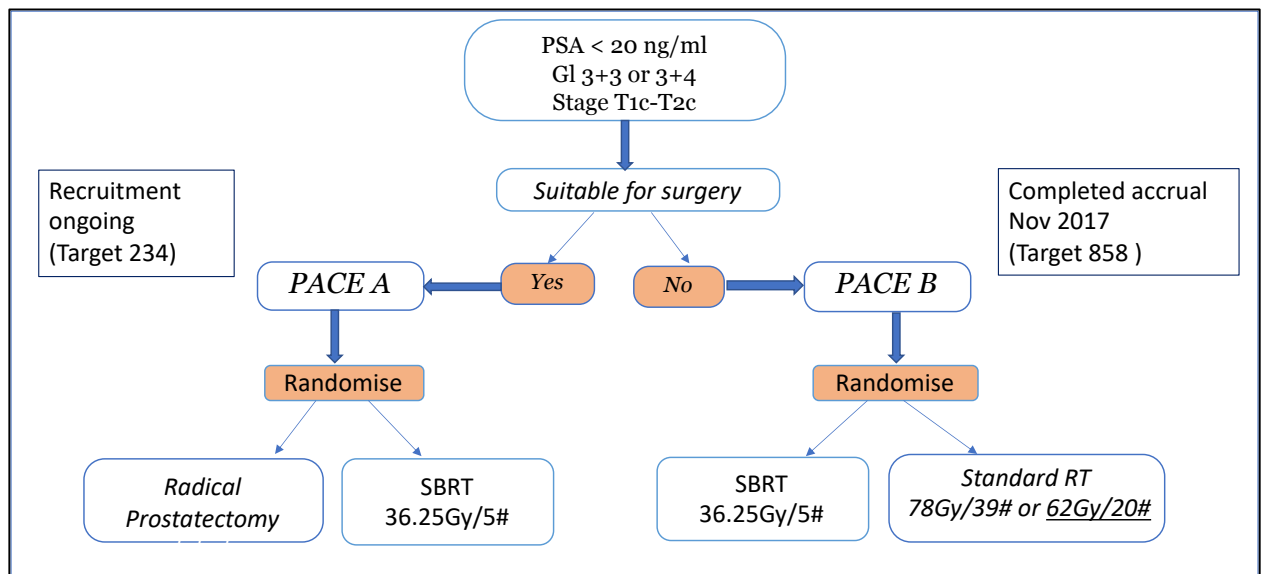 PSA < 20 ng/ml
Gl 3+3 or 3+4
Stage T1c-T2c
Recruitment
ongoing
(Target 234)
Suitable for surgery
Completed accrual
Nov 2017
(Target 858 )
PACE A
Yes
No
PACE B
Randomise
Randomise
Radical
Prostatectomy
SBRT
36.25Gy/5#
SBRT
36.25Gy/5#
Standard RT
78Gy/39# or 62Gy/20#